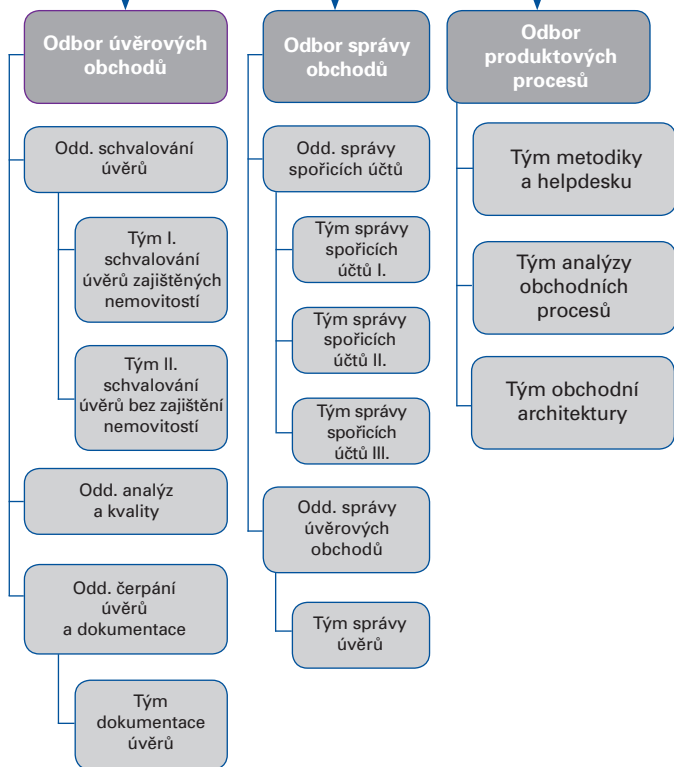 Odbor úvěrových
obchodů
Odd. schvalování
úvěrů
Tým I.
schvalování
úvěrů zajištěných
nemovitostí
Tým II.
schvalování
úvěrů bez zajištění
nemovitostí
Odd. analýz
a kvality
Odd. čerpání
úvěrů
a dokumentace
Tým
dokumentace
úvěrů
Odbor správy
obchodů
Odd. správy
spořicích účtů
Tým správy
spořicích
účtů I.
Tým správy
spořicích
účtů II.
Tým správy
spořicích
účtů III.
Odd. správy
úvěrových
obchodů
Tým správy
úvěrů
Odbor
produktových
procesů
Tým metodiky
a helpdesku
Tým analýzy
obchodních
procesů
Tým obchodní
architektury